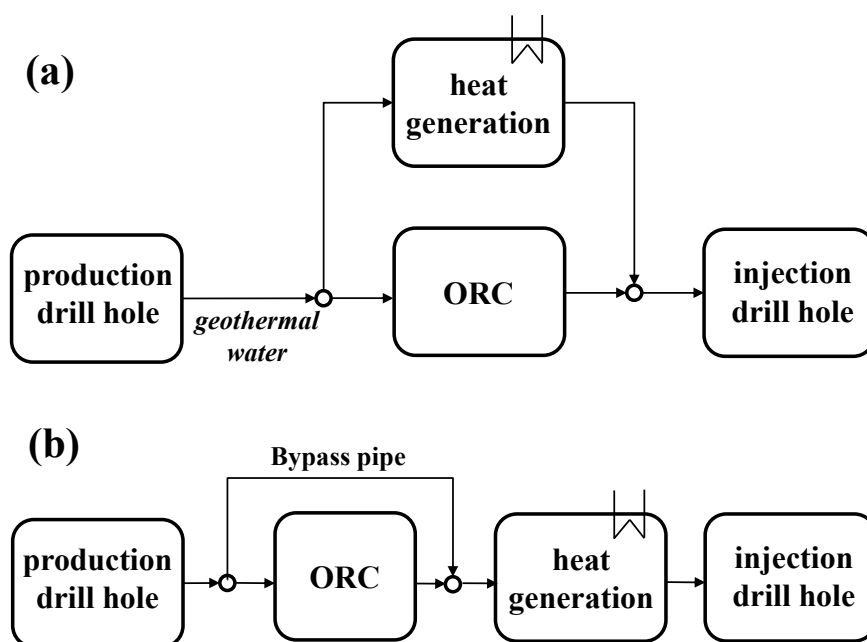 (a)
heat
generation
production
drill hole
geothermal
water
ORC
injection
drill hole
(b)
Bypass pipe
production
drill hole
ORC
heat
generation
injection
drill hole